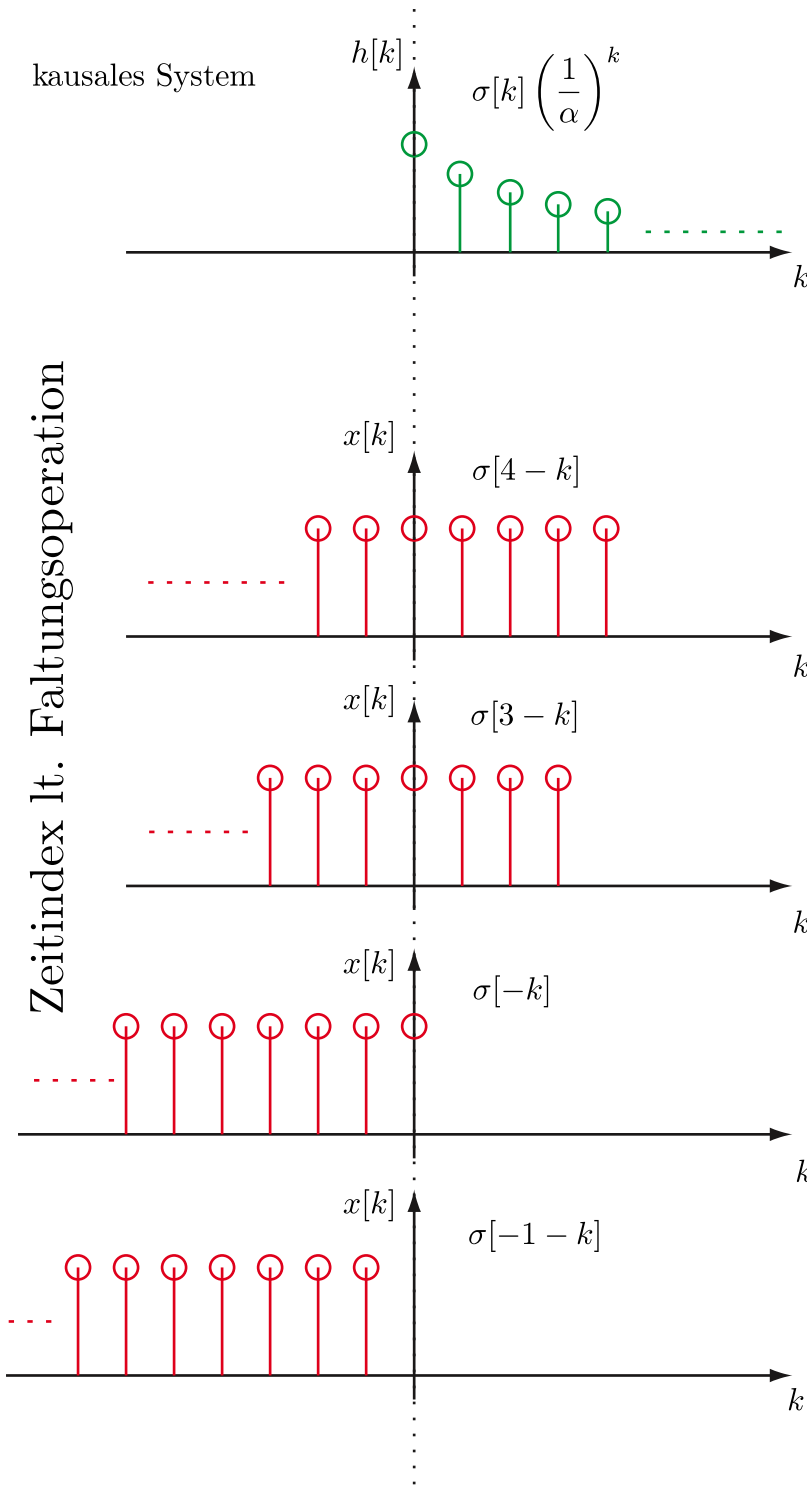 h[k]
kausales System
σ[k] (1/α)^k
k
Zeitindex lt. Faltungsoperation
x[k]
σ[4 − k]
k
x[k]
σ[3 − k]
k
x[k]
σ[−k]
k
x[k]
σ[−1 − k]
k